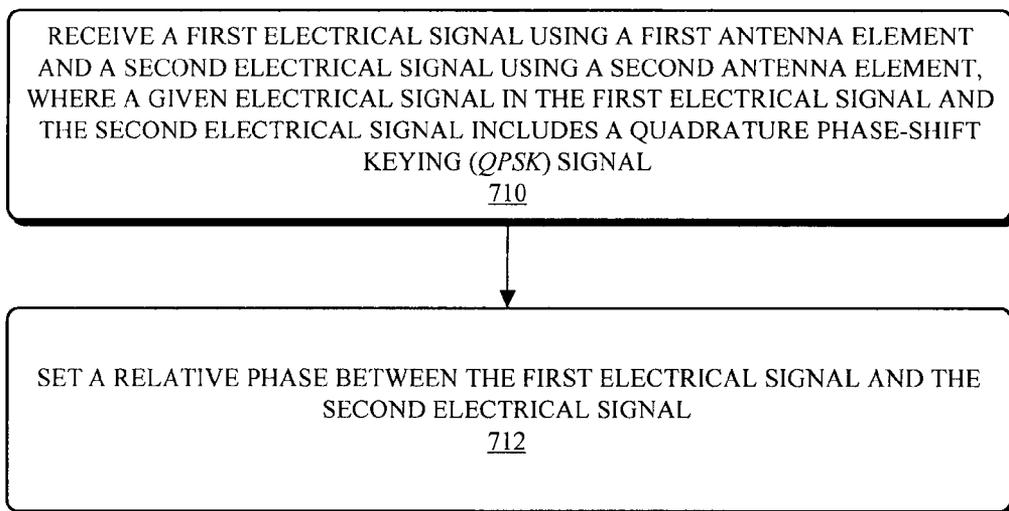 RECEIVE A FIRST ELECTRICAL SIGNAL USING A FIRST ANTENNA ELEMENT
AND A SECOND ELECTRICAL SIGNAL USING A SECOND ANTENNA ELEMENT,
WHERE A GIVEN ELECTRICAL SIGNAL IN THE FIRST ELECTRICAL SIGNAL AND
THE SECOND ELECTRICAL SIGNAL INCLUDES A QUADRATURE PHASE-SHIFT
KEYING (QPSK) SIGNAL
710
SET A RELATIVE PHASE BETWEEN THE FIRST ELECTRICAL SIGNAL AND THE
SECOND ELECTRICAL SIGNAL
712